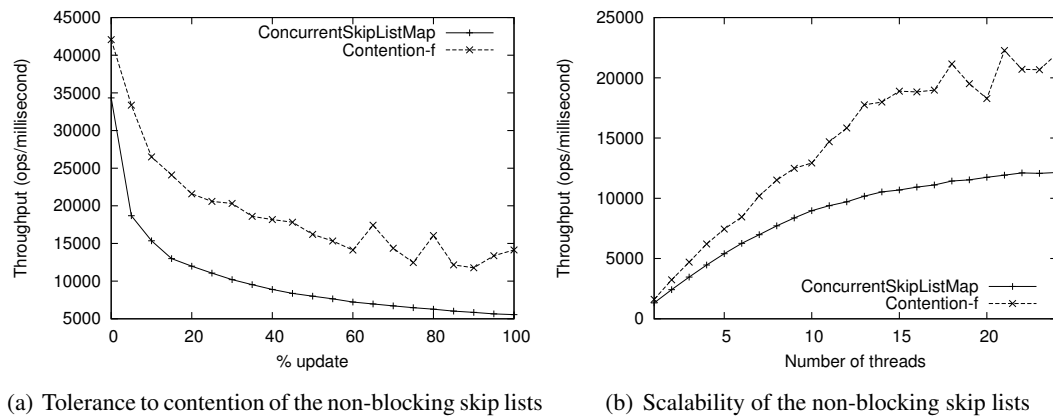 45000
40000
35000
30000
25000
20000
15000
10000
5000
Throughput (ops/millisecond)
ConcurrentSkipListMap
Contention-f
0 20 40 60 80 100
% update
(a) Tolerance to contention of the non-blocking skip lists
25000
20000
15000
10000
5000
0
Throughput (ops/millisecond)
ConcurrentSkipListMap
Contention-f
5 10 15 20
Number of threads
(b) Scalability of the non-blocking skip lists